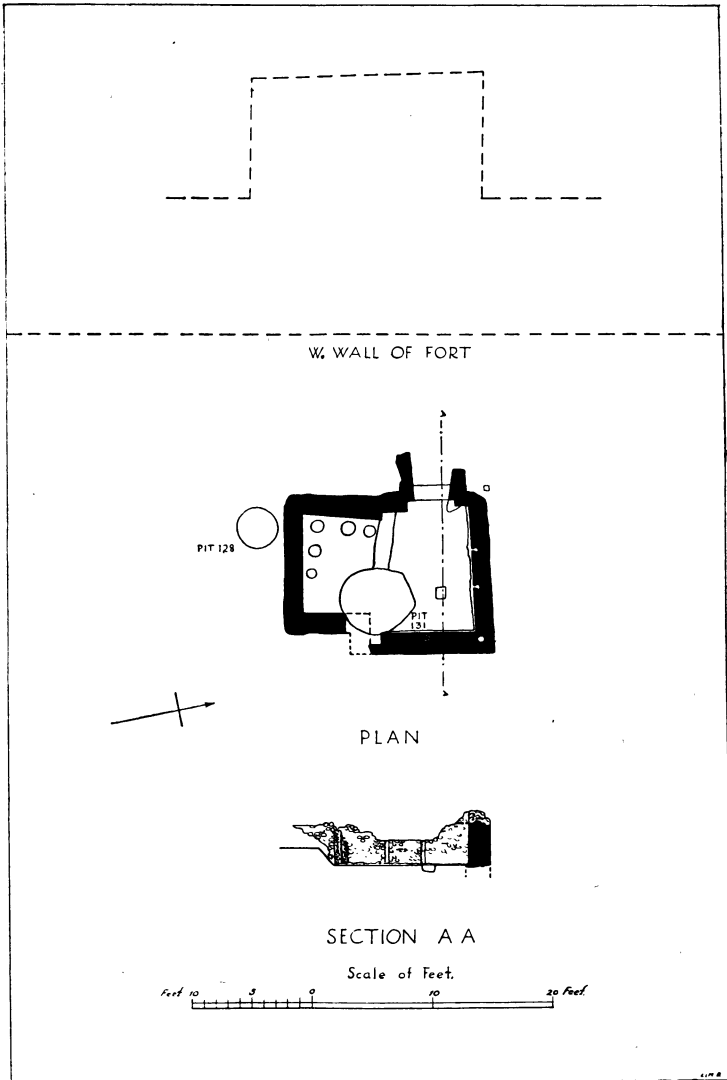 W. WALL OF FORT
PIT 128
PIT
131
PLAN
SECTION A A
Scale of Feet.
Feet 10 5 0 10 20 Feet.